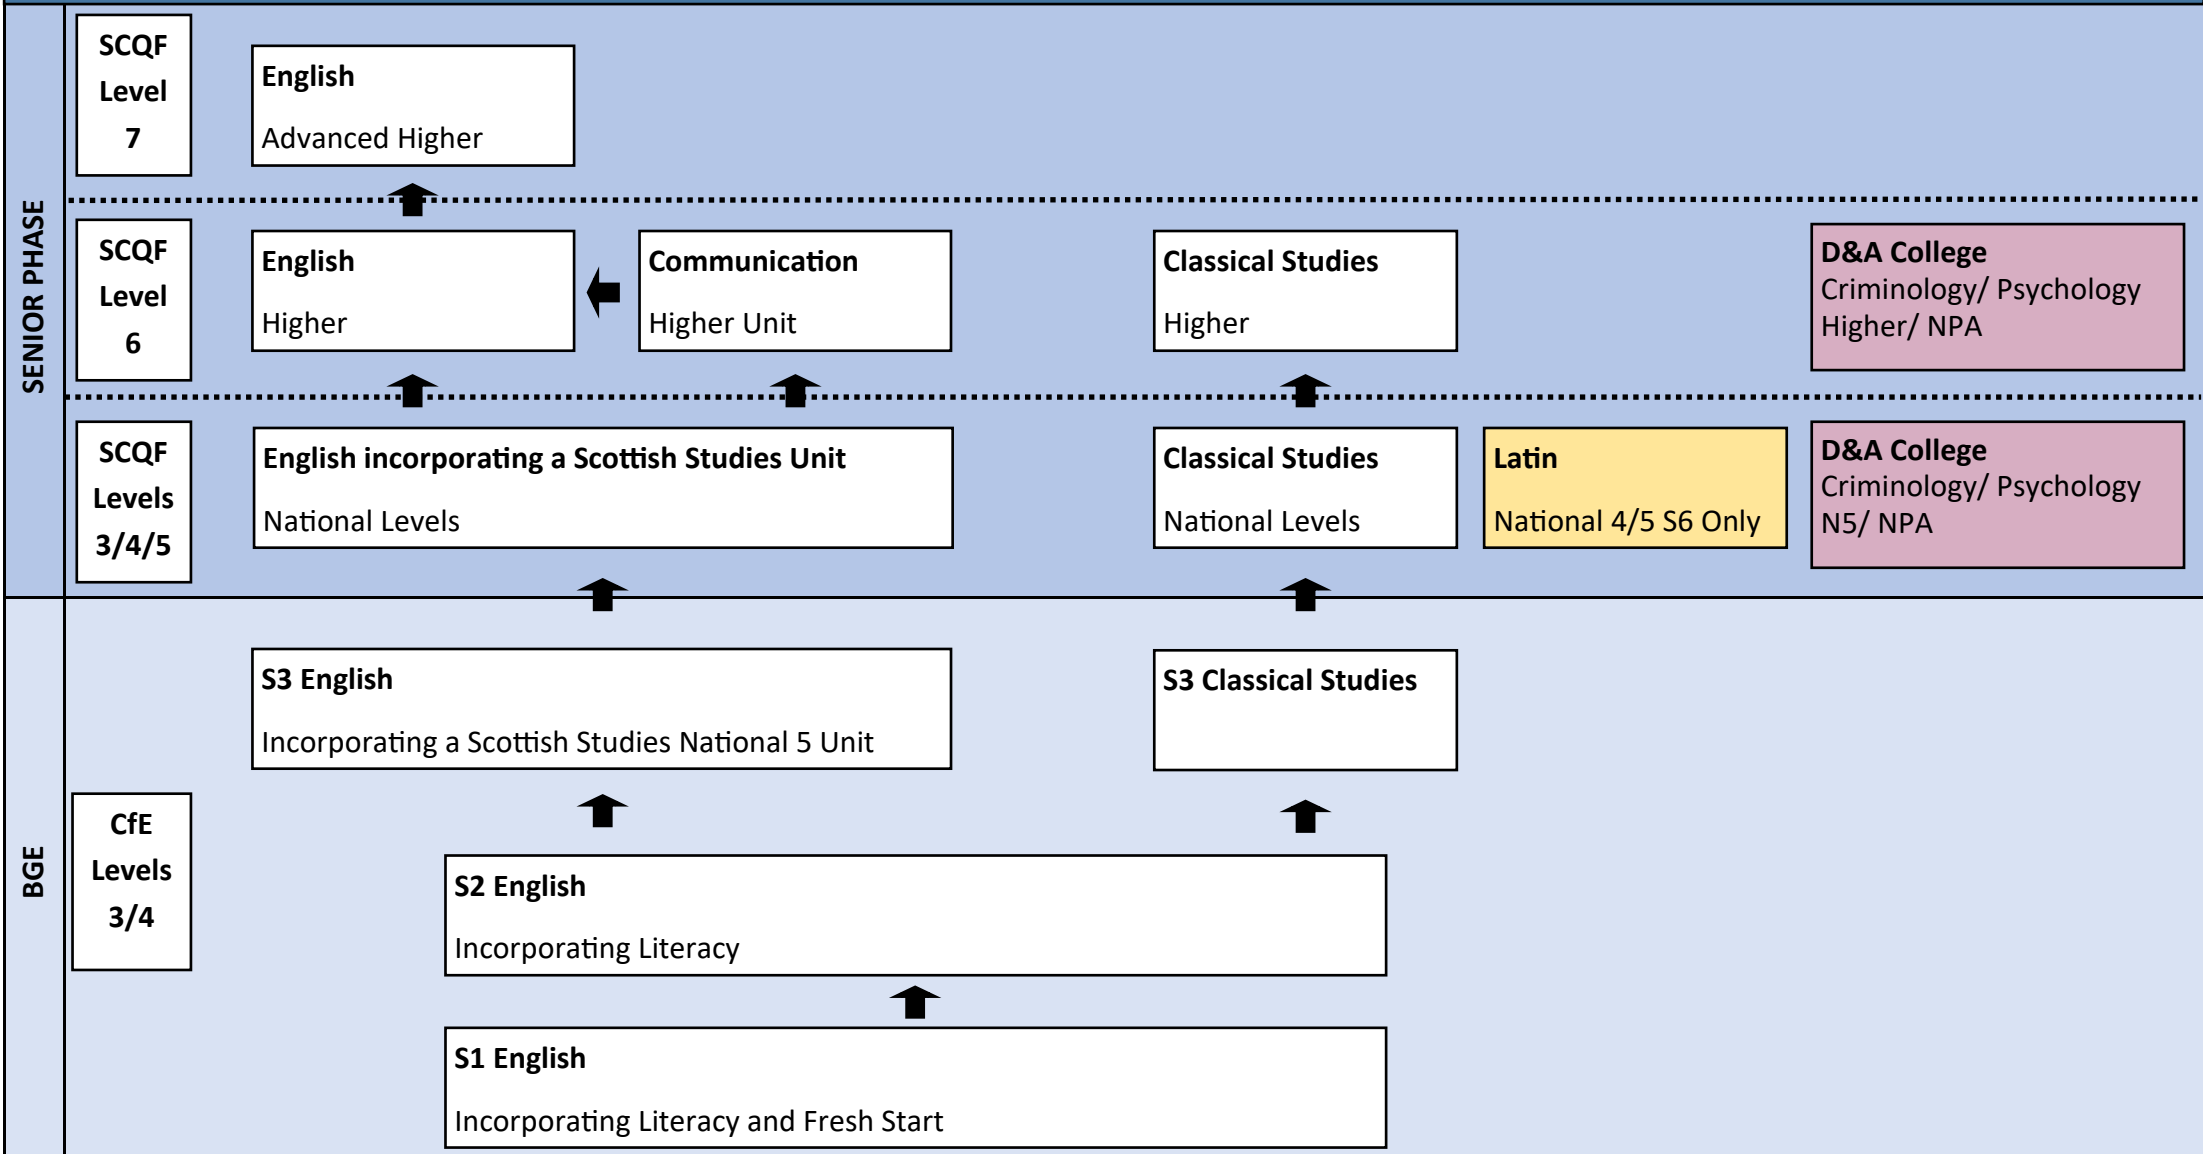 SENIOR PHASE
SCQF
Level
7
English
Advanced Higher
SCQF
Level
6
English
Higher
Communication
Higher Unit
Classical Studies
Higher
D&A College
Criminology/ Psychology
Higher/ NPA
SCQF
Levels
3/4/5
English incorporating a Scottish Studies Unit
National Levels
Classical Studies
National Levels
Latin
National 4/5 S6 Only
D&A College
Criminology/ Psychology
N5/ NPA
BGE
CfE
Levels
3/4
S3 English
Incorporating a Scottish Studies National 5 Unit
S3 Classical Studies
S2 English
Incorporating Literacy
S1 English
Incorporating Literacy and Fresh Start